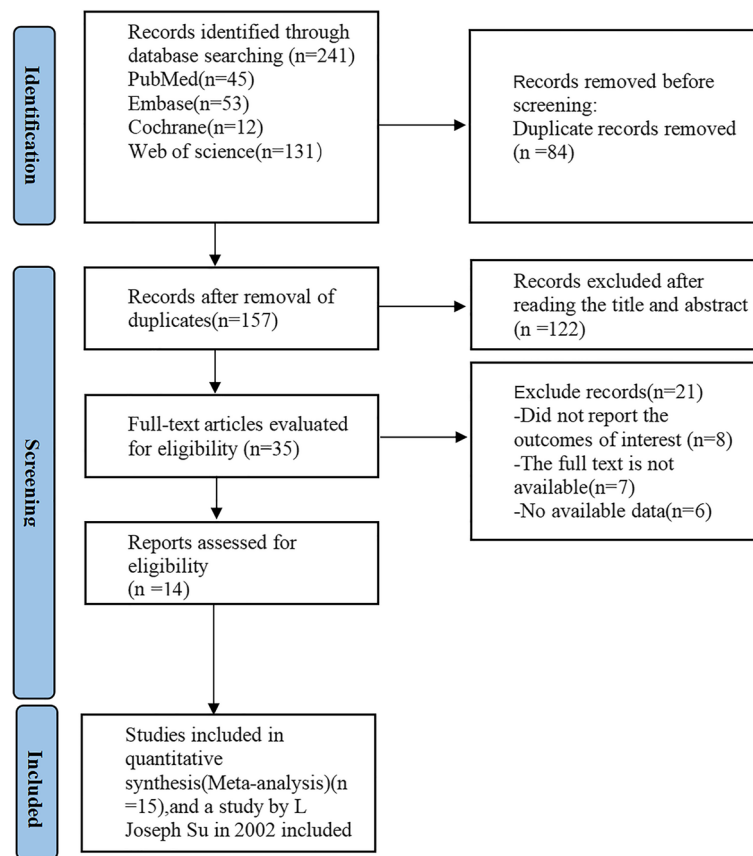 Identification
Records identified through
database searching (n=241)
PubMed(n=45)
Embase(n=53)
Cochrane(n=12)
Web of science(n=131)
Records removed before
screening:
Duplicate records removed
(n =84)
Screening
Records after removal of
duplicates(n=157)
Records excluded after
reading the title and abstract
(n =122)
Full-text articles evaluated
for eligibility (n=35)
Exclude records(n=21)
-Did not report the
outcomes of interest (n=8)
-The full text is not
available(n=7)
-No available data(n=6)
Reports assessed for
eligibility
(n =14)
Included
Studies included in
quantitative
synthesis(Meta-analysis)(n
=15),and a study by L
Joseph Su in 2002 included